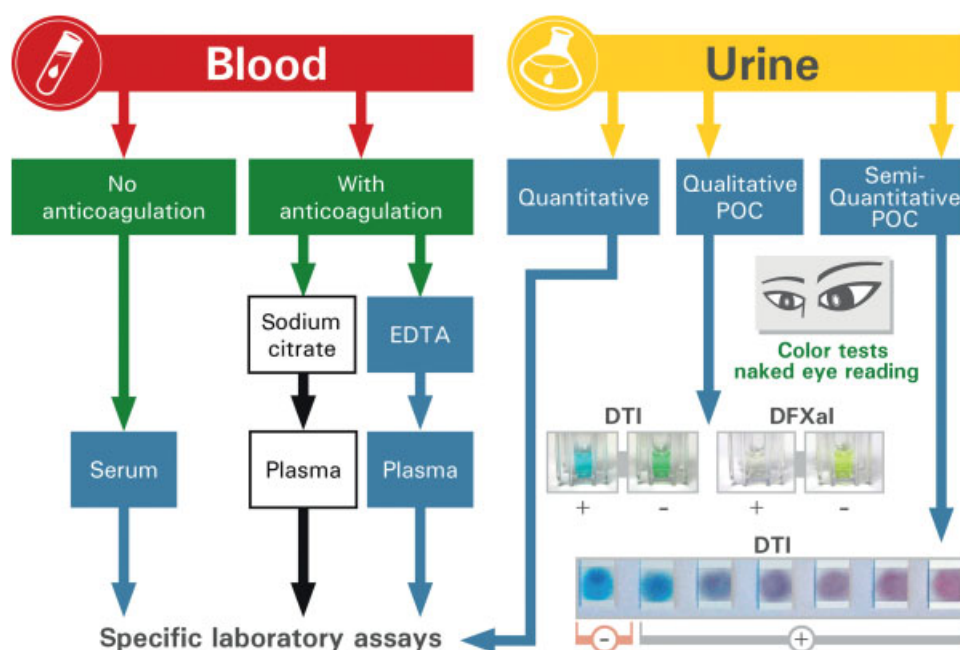 Blood
Urine
No
anticoagulation
With
anticoagulation
Quantitative
Qualitative
POC
Semi-
Quantitative
POC
Sodium
citrate
EDTA
Color tests
naked eye reading
DTI
DFXaI
Serum
Plasma
Plasma
+
-
+
-
DTI
Specific laboratory assays
-
+